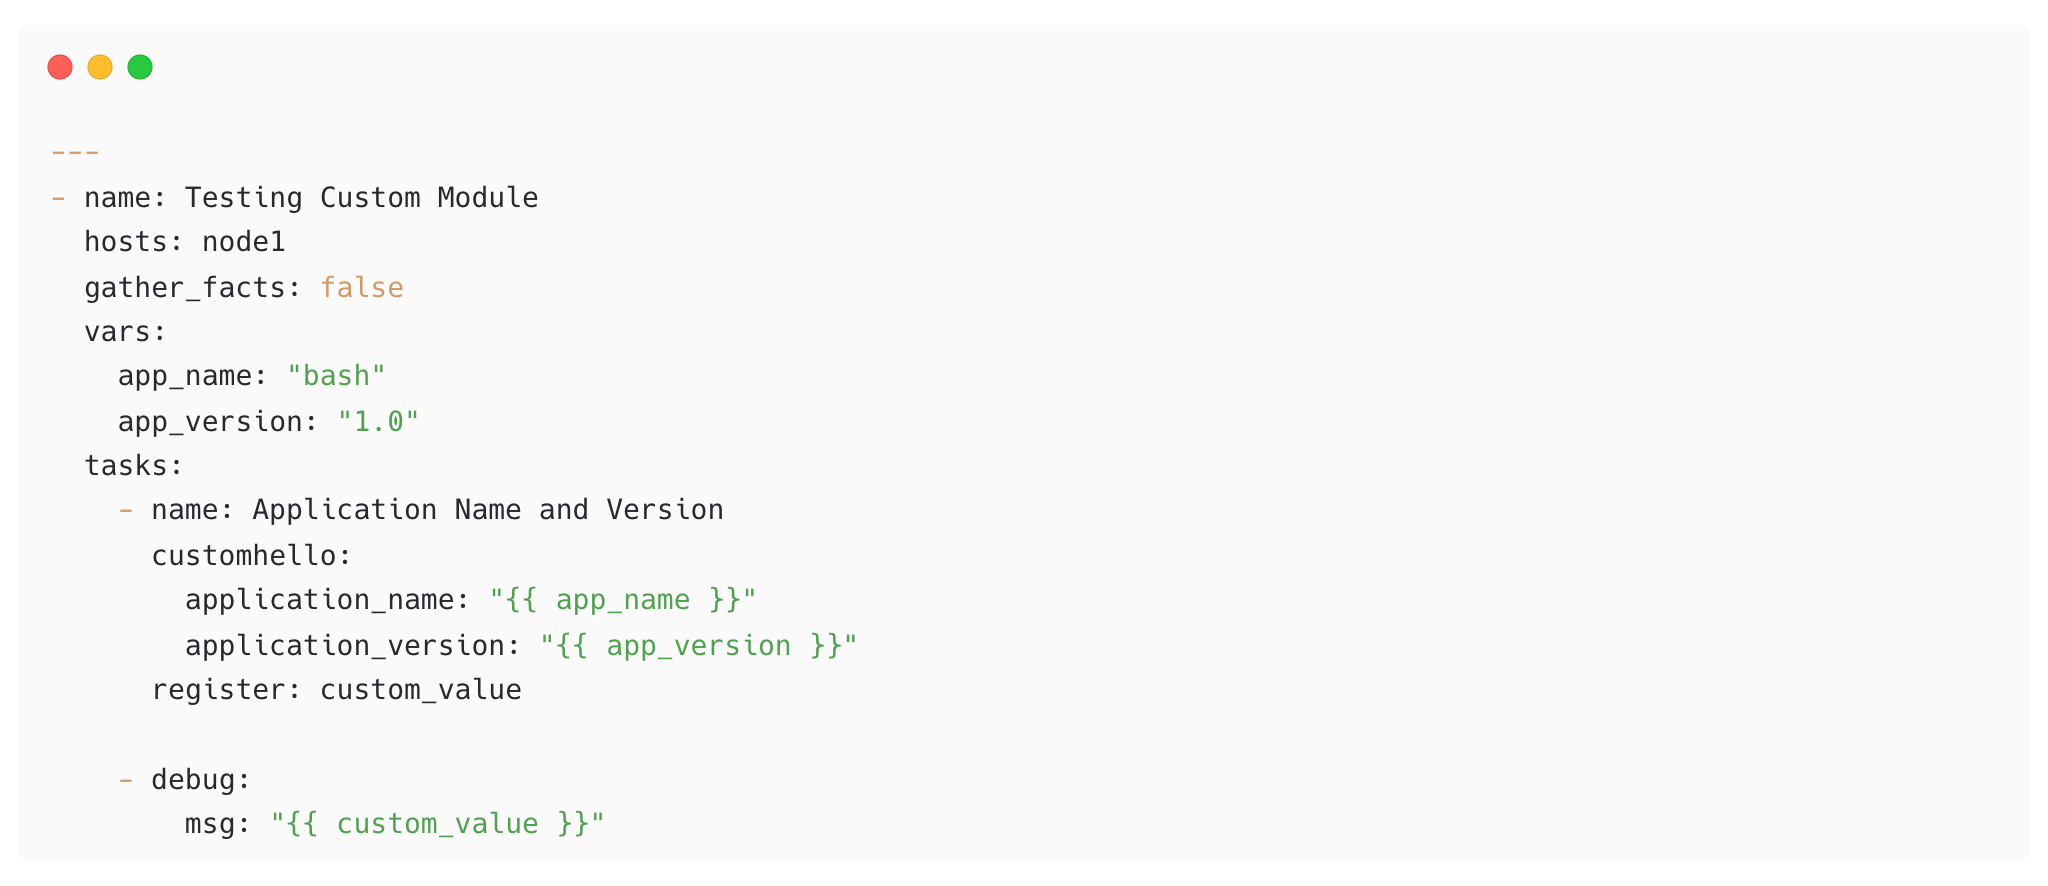 ---
- name: Testing Custom Module
  hosts: node1
  gather_facts: false
  vars:
    app_name: "bash"
    app_version: "1.0"
  tasks:
    - name: Application Name and Version
      customhello:
        application_name: "{{ app_name }}"
        application_version: "{{ app_version }}"
      register: custom_value

    - debug:
        msg: "{{ custom_value }}"